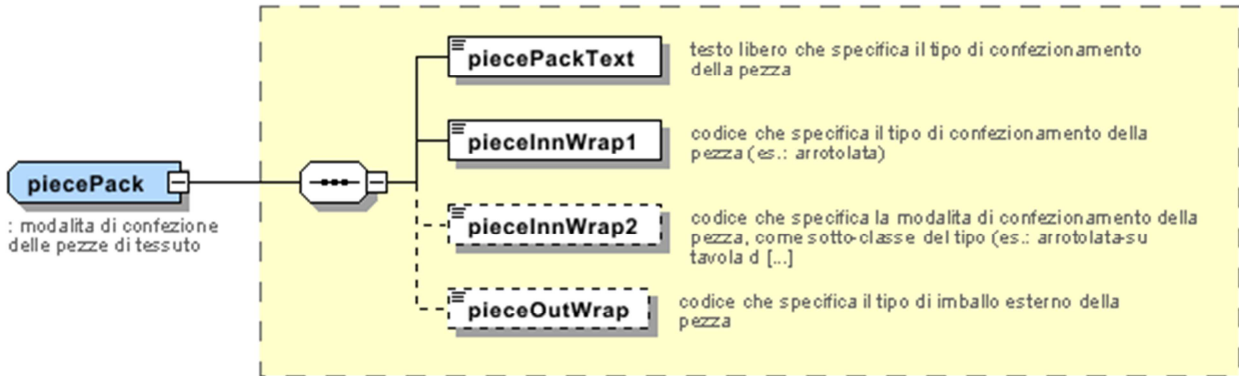 piecePackText
testo libero che specifica il tipo di confezionamento
della pezza
pieceInnWrap1
codice che specifica il tipo di confezionamento della
pezza (es.: arrotolata)
piecePack
: modalita di confezione
delle pezze di tessuto
pieceInnWrap2
codice che specifica la modalita di confezionamento della
pezza, come sotto-classe del tipo (es.: arrotolata-su
tavola d [...]
pieceOutWrap
codice che specifica il tipo di imballo esterno della
pezza